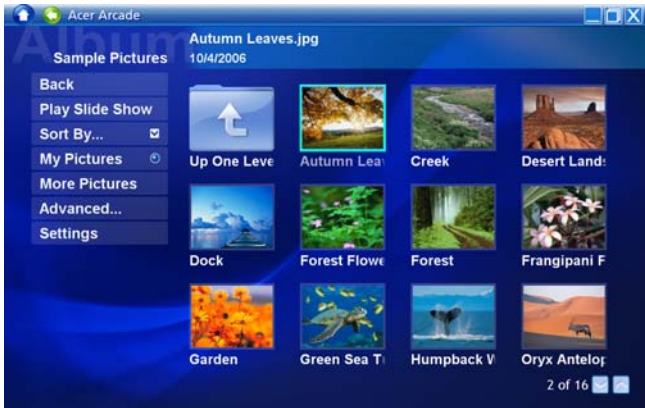 Acer Arcade
Album
Autumn Leaves.jpg
Sample Pictures
10/4/2006
Back
Play Slide Show
Sort By...
My Pictures
More Pictures
Advanced...
Settings
Up One Leve
Autumn Leav
Creek
Desert Lands
Dock
Forest Flowe
Forest
Frangipani F
Garden
Green Sea T
Humpback W
Oryx Antelop
2 of 16